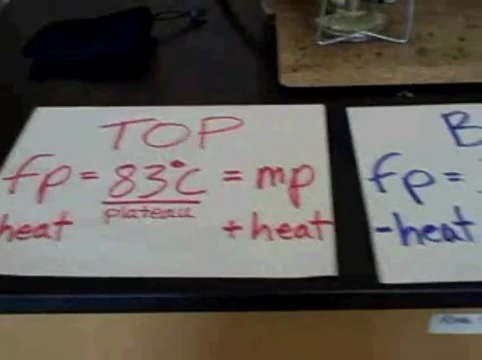 TOP
fp = 83°C = mp
plateau
heat + heat
B
fp =
- heat